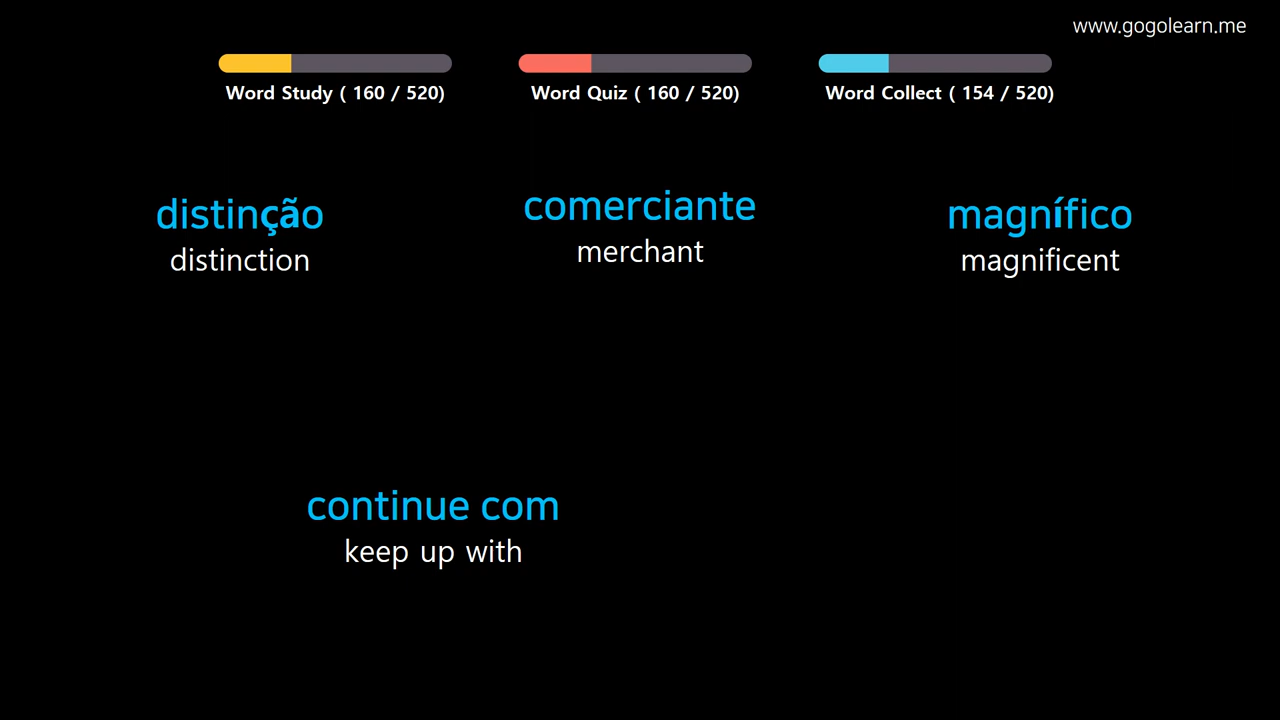 www.gogolearn.me
Word Study ( 160 / 520)
Word Quiz ( 160 / 520)
Word Collect ( 154 / 520)
distinção
distinction
comerciante
merchant
magnífico
magnificent
continue com
keep up with